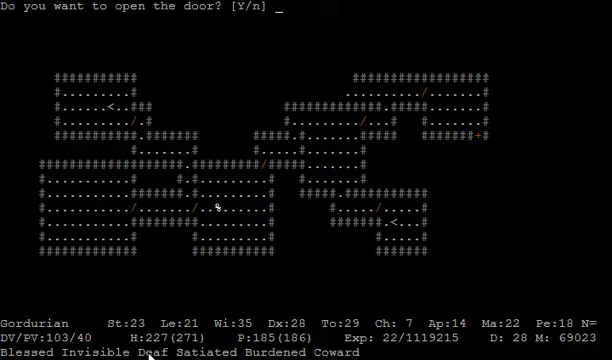 Do you want to open the door? [Y/n] _
Gordurian St:23 Le:21 Wi:35 Dx:28 To:29 Ch: 7 Ap:14 Ma:22 Pe:18 N=
DV/PV:103/40 H:227(271) P:185(186) Exp: 22/1119215 D: 28 M: 69023
Blessed Invisible Deaf Satiated Burdened Coward